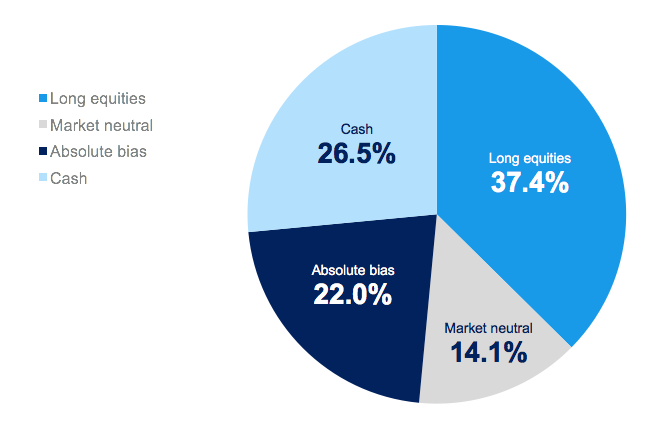 Long equities
Market neutral
Absolute bias
Cash
Cash
26.5%
Long equities
37.4%
Absolute bias
22.0%
Market neutral
14.1%